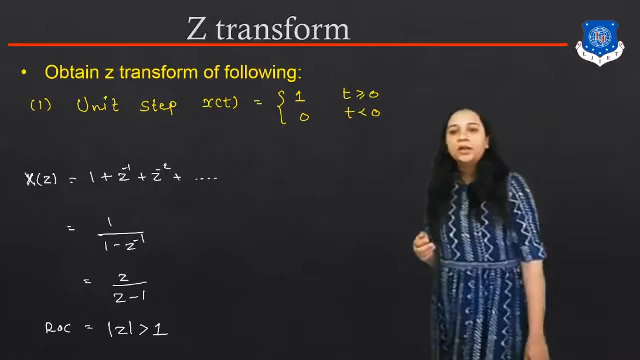 Z transform
• Obtain z transform of following:
(1) Unit step x(t) = { 1 t ≥ 0
0 t < 0
X(z) = 1 + z⁻¹ + z⁻² + ....
= 1 / (1 - z⁻¹)
= z / (z - 1)
ROC = |z| > 1